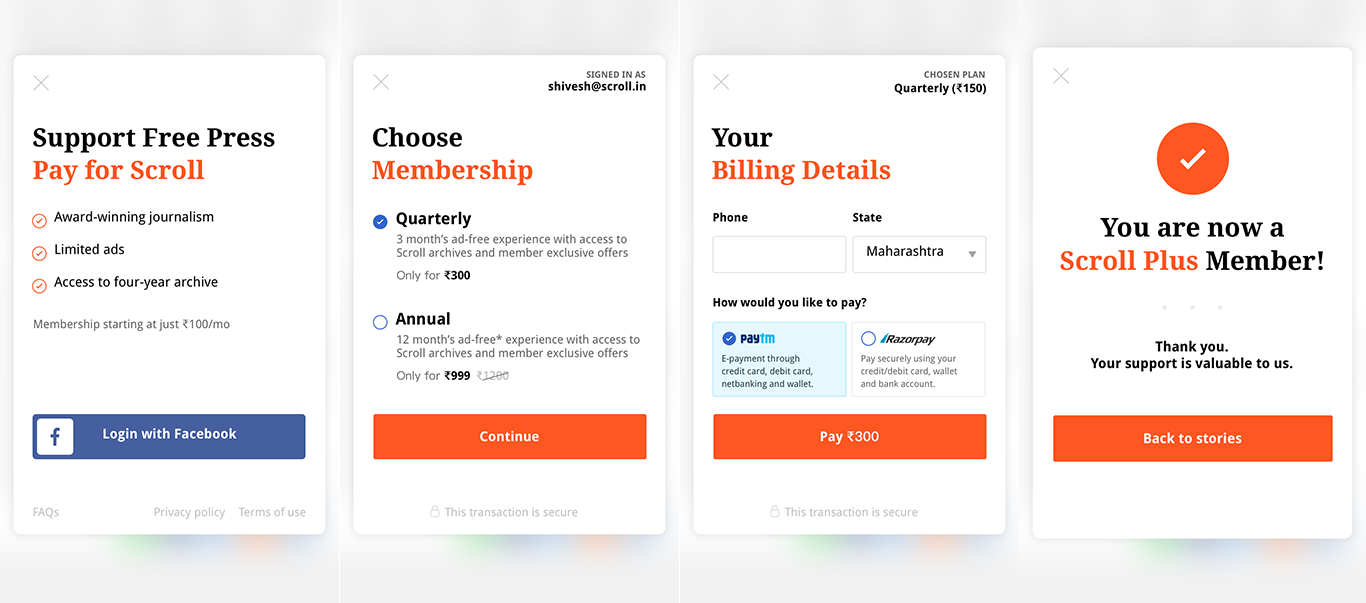 Support Free Press
Pay for Scroll
Award-winning journalism
Limited ads
Access to four-year archive
Membership starting at just ₹100/mo
f
Login with Facebook
FAQs
Privacy policy
Terms of use
SIGNED IN AS
shivesh@scroll.in
Choose
Membership
Quarterly
3 month's ad-free experience with access to
Scroll archives and member exclusive offers
Only for ₹300
Annual
12 month's ad-free* experience with access to
Scroll archives and member exclusive offers
Only for ₹999 ₹1200
Continue
This transaction is secure
CHOSEN PLAN
Quarterly (₹150)
Your
Billing Details
Phone
State
Maharashtra
How would you like to pay?
paytm
E-payment through
credit card, debit card,
netbanking and wallet.
Razorpay
Pay securely using your
credit/debit card, wallet
and bank account.
Pay ₹300
This transaction is secure
You are now a
Scroll Plus Member!
Thank you.
Your support is valuable to us.
Back to stories